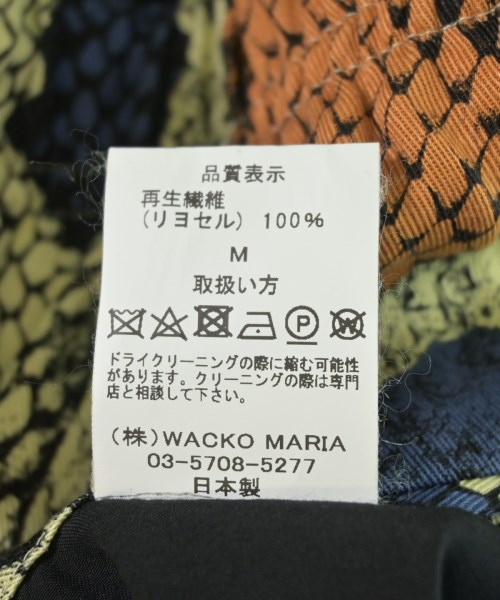 品質表示
再生繊維
(リヨセル) 100%
M
取扱い方
P W
ドライクリーニングの際に縮む可能性
があります。クリーニングの際は専門
店と相談して下さい。
(株)WACKO MARIA
03-5708-5277
日本製